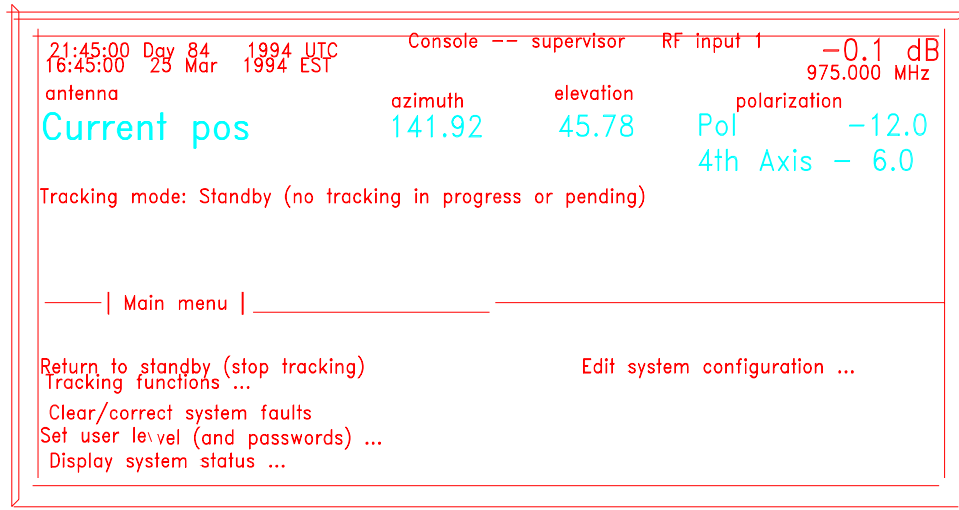 21:45:00 Day 84 1994 UTC Console -- supervisor RF input 1 -0.1 dB
16:45:00 25 Mar 1994 EST 975.000 MHz
antenna azimuth elevation polarization
Current pos 141.92 45.78 Pol -12.0
4th Axis - 6.0
Tracking mode: Standby (no tracking in progress or pending)
| Main menu |
Return to standby (stop tracking) Edit system configuration ...
Tracking functions ...
Clear/correct system faults
Set user level (and passwords) ...
Display system status ...